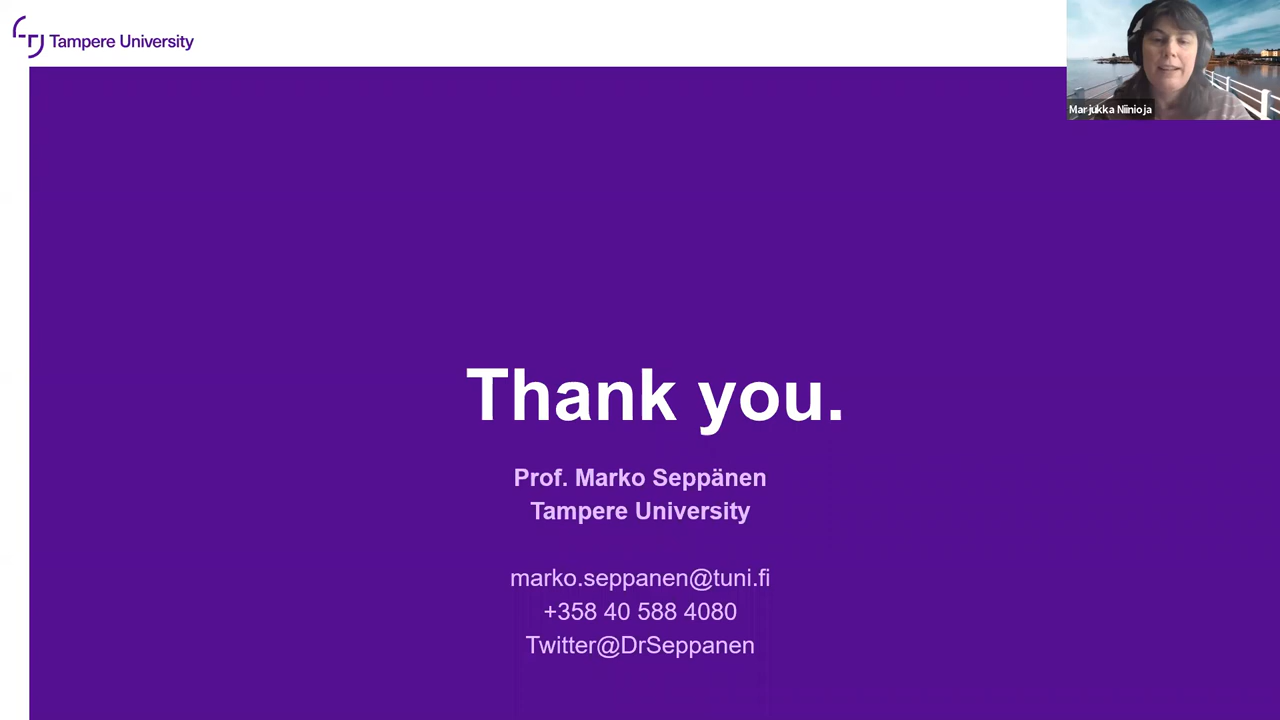 Tampere University
Marjukka Niinioja
Thank you.
Prof. Marko Seppänen
Tampere University
marko.seppanen@tuni.fi
+358 40 588 4080
Twitter@DrSeppanen